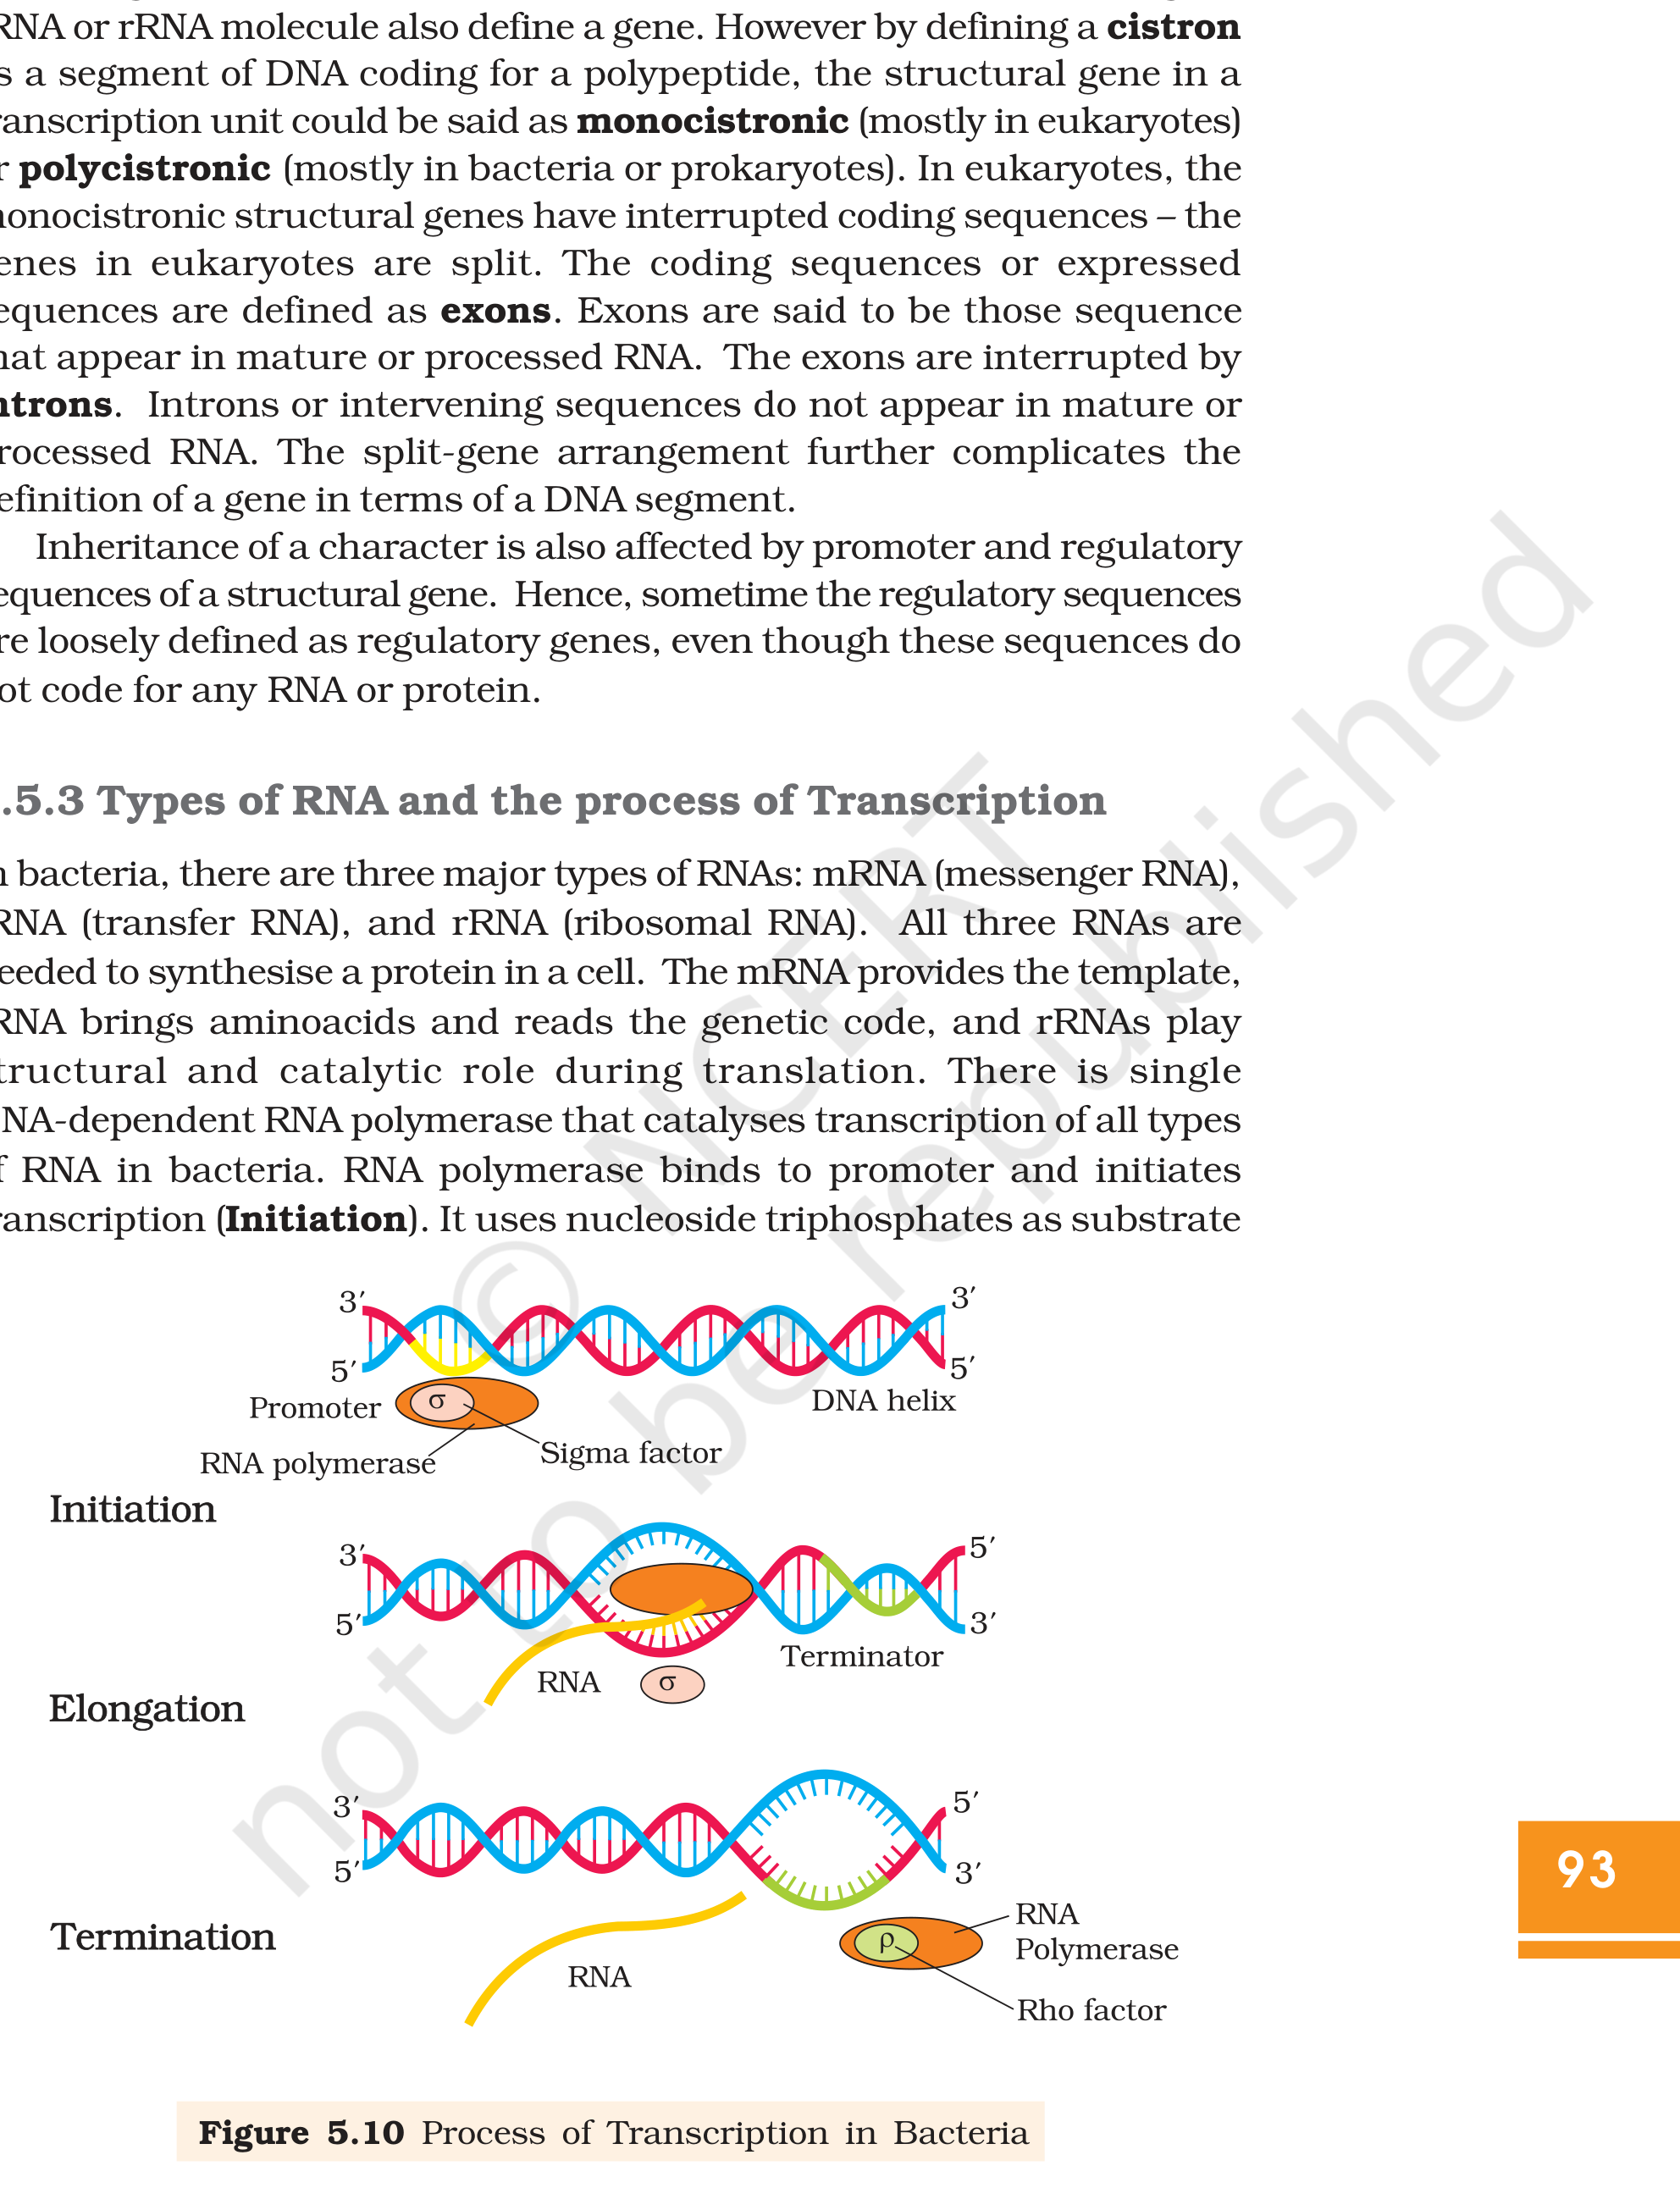 RNA or rRNA molecule also define a gene. However by defining a cistron
s a segment of DNA coding for a polypeptide, the structural gene in a
ranscription unit could be said as monocistronic (mostly in eukaryotes)
r polycistronic (mostly in bacteria or prokaryotes). In eukaryotes, the
onocistronic structural genes have interrupted coding sequences – the
enes in eukaryotes are split. The coding sequences or expressed
equences are defined as exons. Exons are said to be those sequence
hat appear in mature or processed RNA. The exons are interrupted by
ntrons. Introns or intervening sequences do not appear in mature or
rocessed RNA. The split-gene arrangement further complicates the
efinition of a gene in terms of a DNA segment.
Inheritance of a character is also affected by promoter and regulatory
equences of a structural gene. Hence, sometime the regulatory sequences
re loosely defined as regulatory genes, even though these sequences do
ot code for any RNA or protein.
.5.3 Types of RNA and the process of Transcription
n bacteria, there are three major types of RNAs: mRNA (messenger RNA),
RNA (transfer RNA), and rRNA (ribosomal RNA). All three RNAs are
eeded to synthesise a protein in a cell. The mRNA provides the template,
RNA brings aminoacids and reads the genetic code, and rRNAs play
tructural and catalytic role during translation. There is single
NA-dependent RNA polymerase that catalyses transcription of all types
f RNA in bacteria. RNA polymerase binds to promoter and initiates
ranscription (Initiation). It uses nucleoside triphosphates as substrate
3′ 3′
5′ 5′
Promoter σ DNA helix
RNA polymerase Sigma factor
Initiation
3′ 5′
5′ 3′
Terminator
RNA σ
Elongation
3′ 5′
5′ 3′
93
RNA
Polymerase
ρ
Termination
RNA
Rho factor
Figure 5.10 Process of Transcription in Bacteria
© NCERT
not to be republished